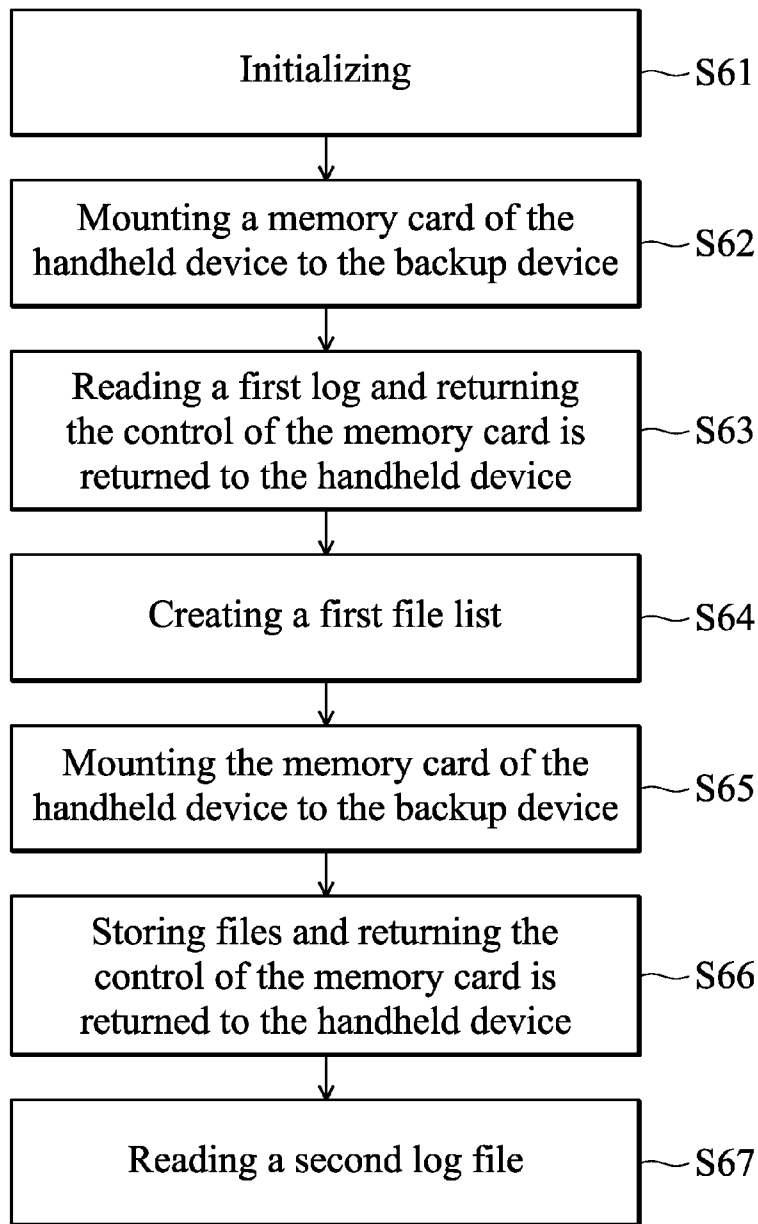 Initializing
S61
Mounting a memory card of the
handheld device to the backup device
S62
Reading a first log and returning
the control of the memory card is
returned to the handheld device
S63
Creating a first file list
S64
Mounting the memory card of the
handheld device to the backup device
S65
Storing files and returning the
control of the memory card is
returned to the handheld device
S66
Reading a second log file
S67